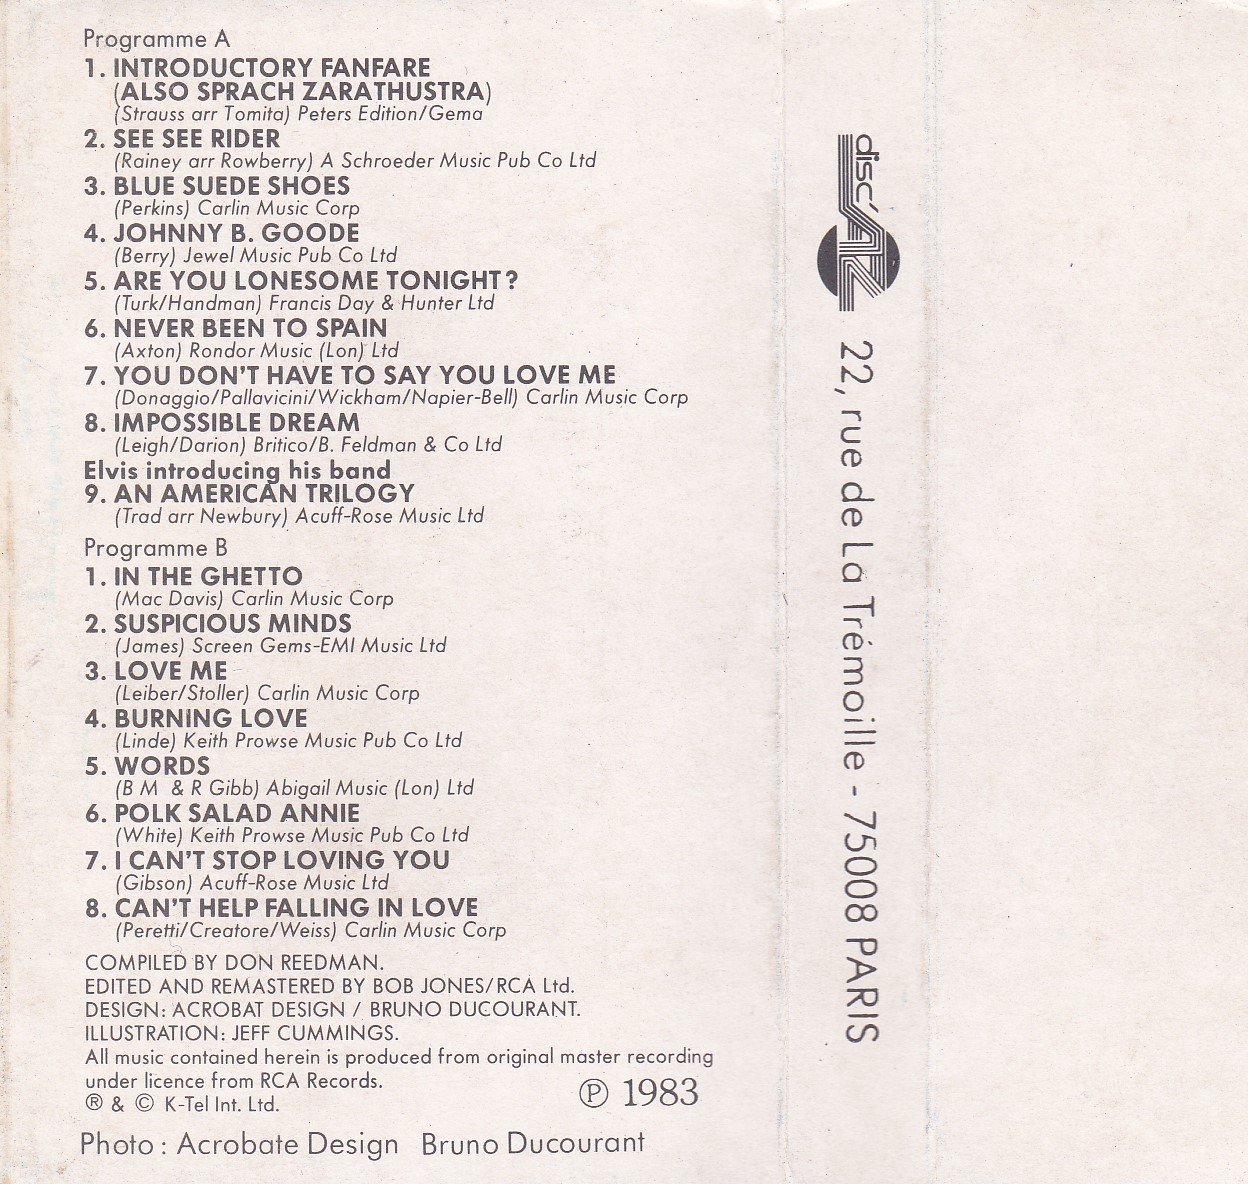 Programme A
1. INTRODUCTORY FANFARE
(ALSO SPRACH ZARATHUSTRA)
(Strauss arr Tomita) Peters Edition/Gema
2. SEE SEE RIDER
(Rainey arr Rowberry) A Schroeder Music Pub Co Ltd
3. BLUE SUEDE SHOES
(Perkins) Carlin Music Corp
4. JOHNNY B. GOODE
(Berry) Jewel Music Pub Co Ltd
5. ARE YOU LONESOME TONIGHT?
(Turk/Handman) Francis Day & Hunter Ltd
6. NEVER BEEN TO SPAIN
(Axton) Rondor Music (Lon) Ltd
7. YOU DON'T HAVE TO SAY YOU LOVE ME
(Donaggio/Pallavicini/Wickham/Napier-Bell) Carlin Music Corp
8. IMPOSSIBLE DREAM
(Leigh/Darion) Britico/B. Feldman & Co Ltd
Elvis introducing his band
9. AN AMERICAN TRILOGY
(Trad arr Newbury) Acuff-Rose Music Ltd
Programme B
1. IN THE GHETTO
(Mac Davis) Carlin Music Corp
2. SUSPICIOUS MINDS
(James) Screen Gems-EMI Music Ltd
3. LOVE ME
(Leiber/Stoller) Carlin Music Corp
4. BURNING LOVE
(Linde) Keith Prowse Music Pub Co Ltd
5. WORDS
(B M & R Gibb) Abigail Music (Lon) Ltd
6. POLK SALAD ANNIE
(White) Keith Prowse Music Pub Co Ltd
7. I CAN'T STOP LOVING YOU
(Gibson) Acuff-Rose Music Ltd
8. CAN'T HELP FALLING IN LOVE
(Peretti/Creatore/Weiss) Carlin Music Corp
COMPILED BY DON REEDMAN.
EDITED AND REMASTERED BY BOB JONES/RCA Ltd.
DESIGN: ACROBAT DESIGN / BRUNO DUCOURANT.
ILLUSTRATION: JEFF CUMMINGS.
All music contained herein is produced from original master recording
under licence from RCA Records.
® & © K-Tel Int. Ltd.
℗ 1983
Photo : Acrobate Design Bruno Ducourant
disc'AZ 22, rue de La Trémoille - 75008 PARIS